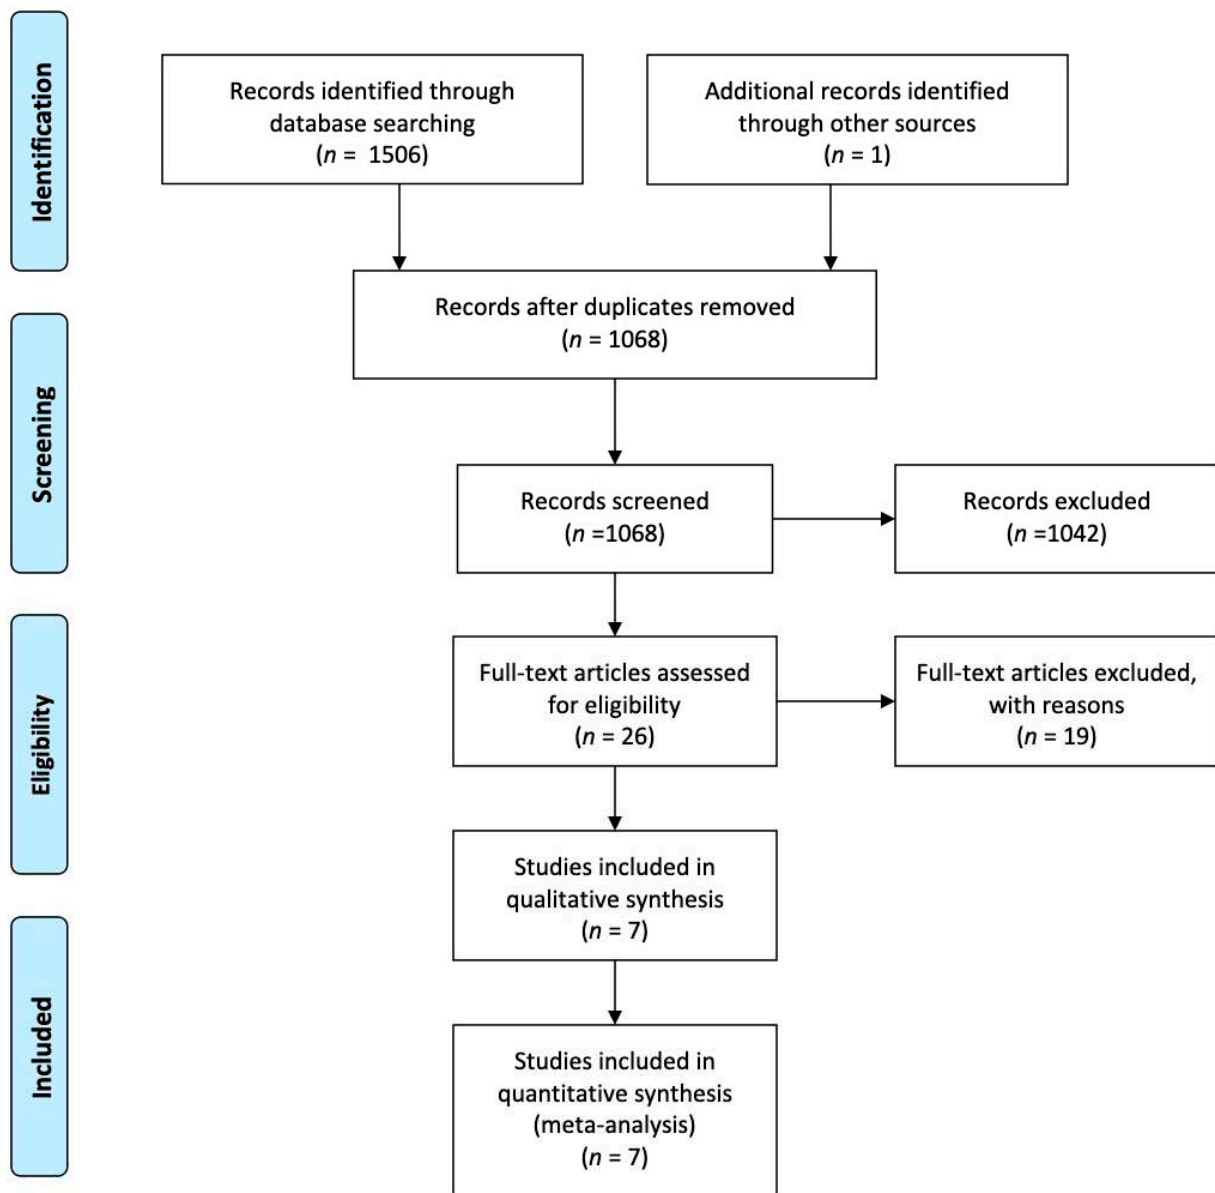 Identification
Records identified through
database searching
(n = 1506)
Additional records identified
through other sources
(n = 1)
Records after duplicates removed
(n = 1068)
Screening
Records screened
(n =1068)
Records excluded
(n =1042)
Eligibility
Full-text articles assessed
for eligibility
(n = 26)
Full-text articles excluded,
with reasons
(n = 19)
Studies included in
qualitative synthesis
(n = 7)
Included
Studies included in
quantitative synthesis
(meta-analysis)
(n = 7)